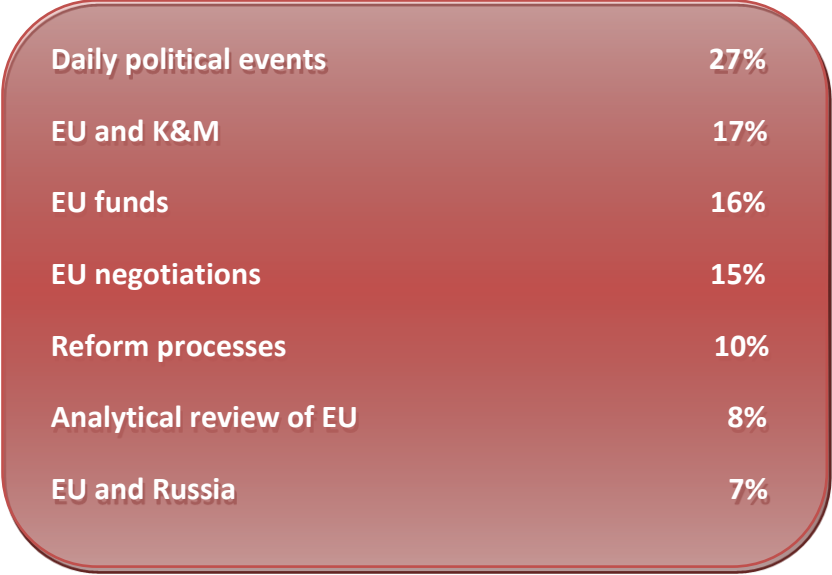 Daily political events 27%
EU and K&M 17%
EU funds 16%
EU negotiations 15%
Reform processes 10%
Analytical review of EU 8%
EU and Russia 7%